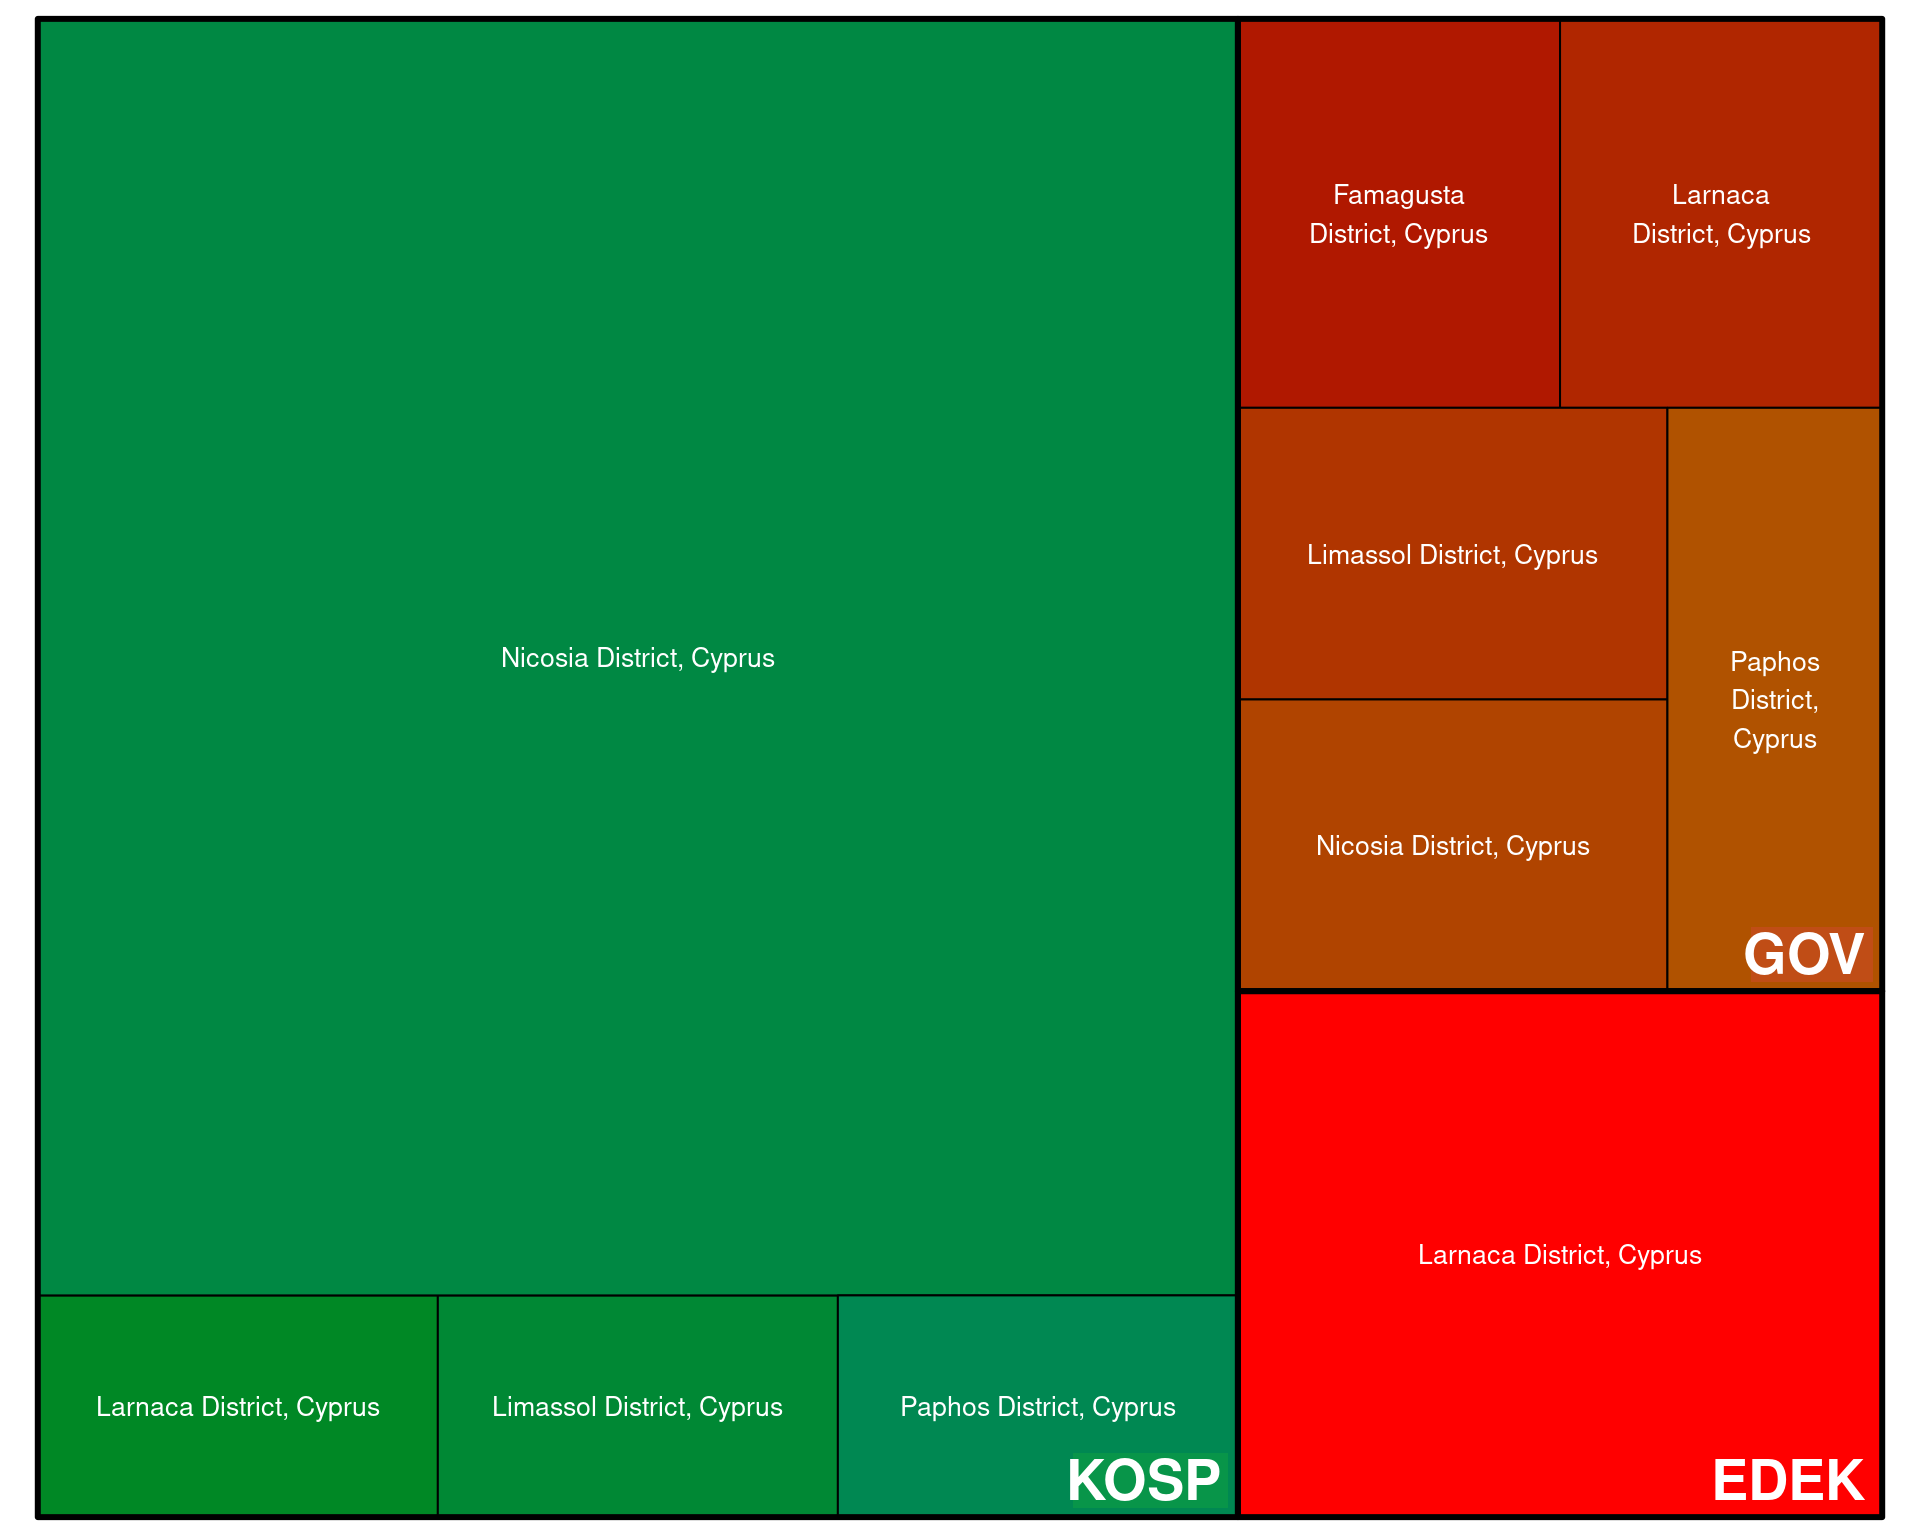 Nicosia District, Cyprus
Larnaca District, Cyprus
Limassol District, Cyprus
Paphos District, Cyprus
KOSP
Famagusta
District, Cyprus
Larnaca
District, Cyprus
Limassol District, Cyprus
Nicosia District, Cyprus
Paphos
District,
Cyprus
GOV
Larnaca District, Cyprus
EDEK